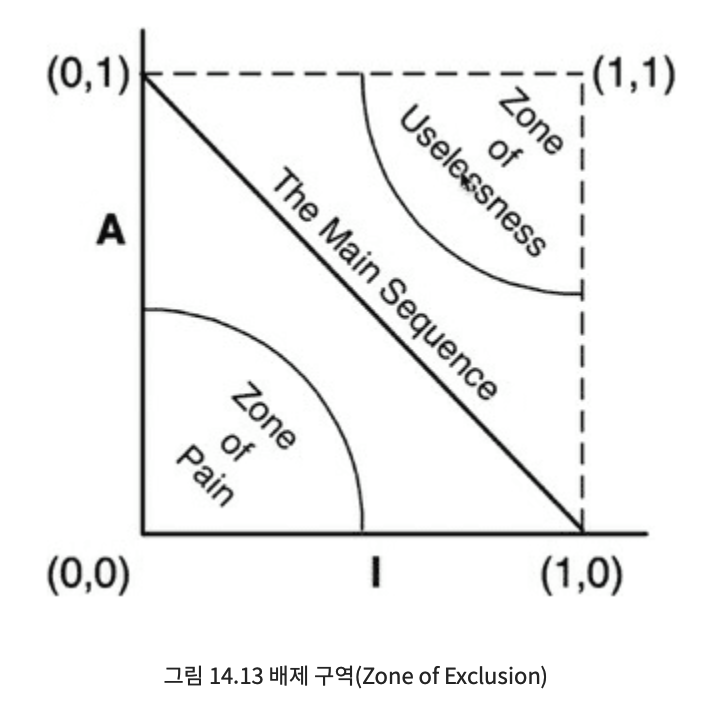 (0,1)
(1,1)
Zone
of
Uselessness
The Main Sequence
A
Zone
of
Pain
(0,0)
I
(1,0)
그림 14.13 배제 구역(Zone of Exclusion)